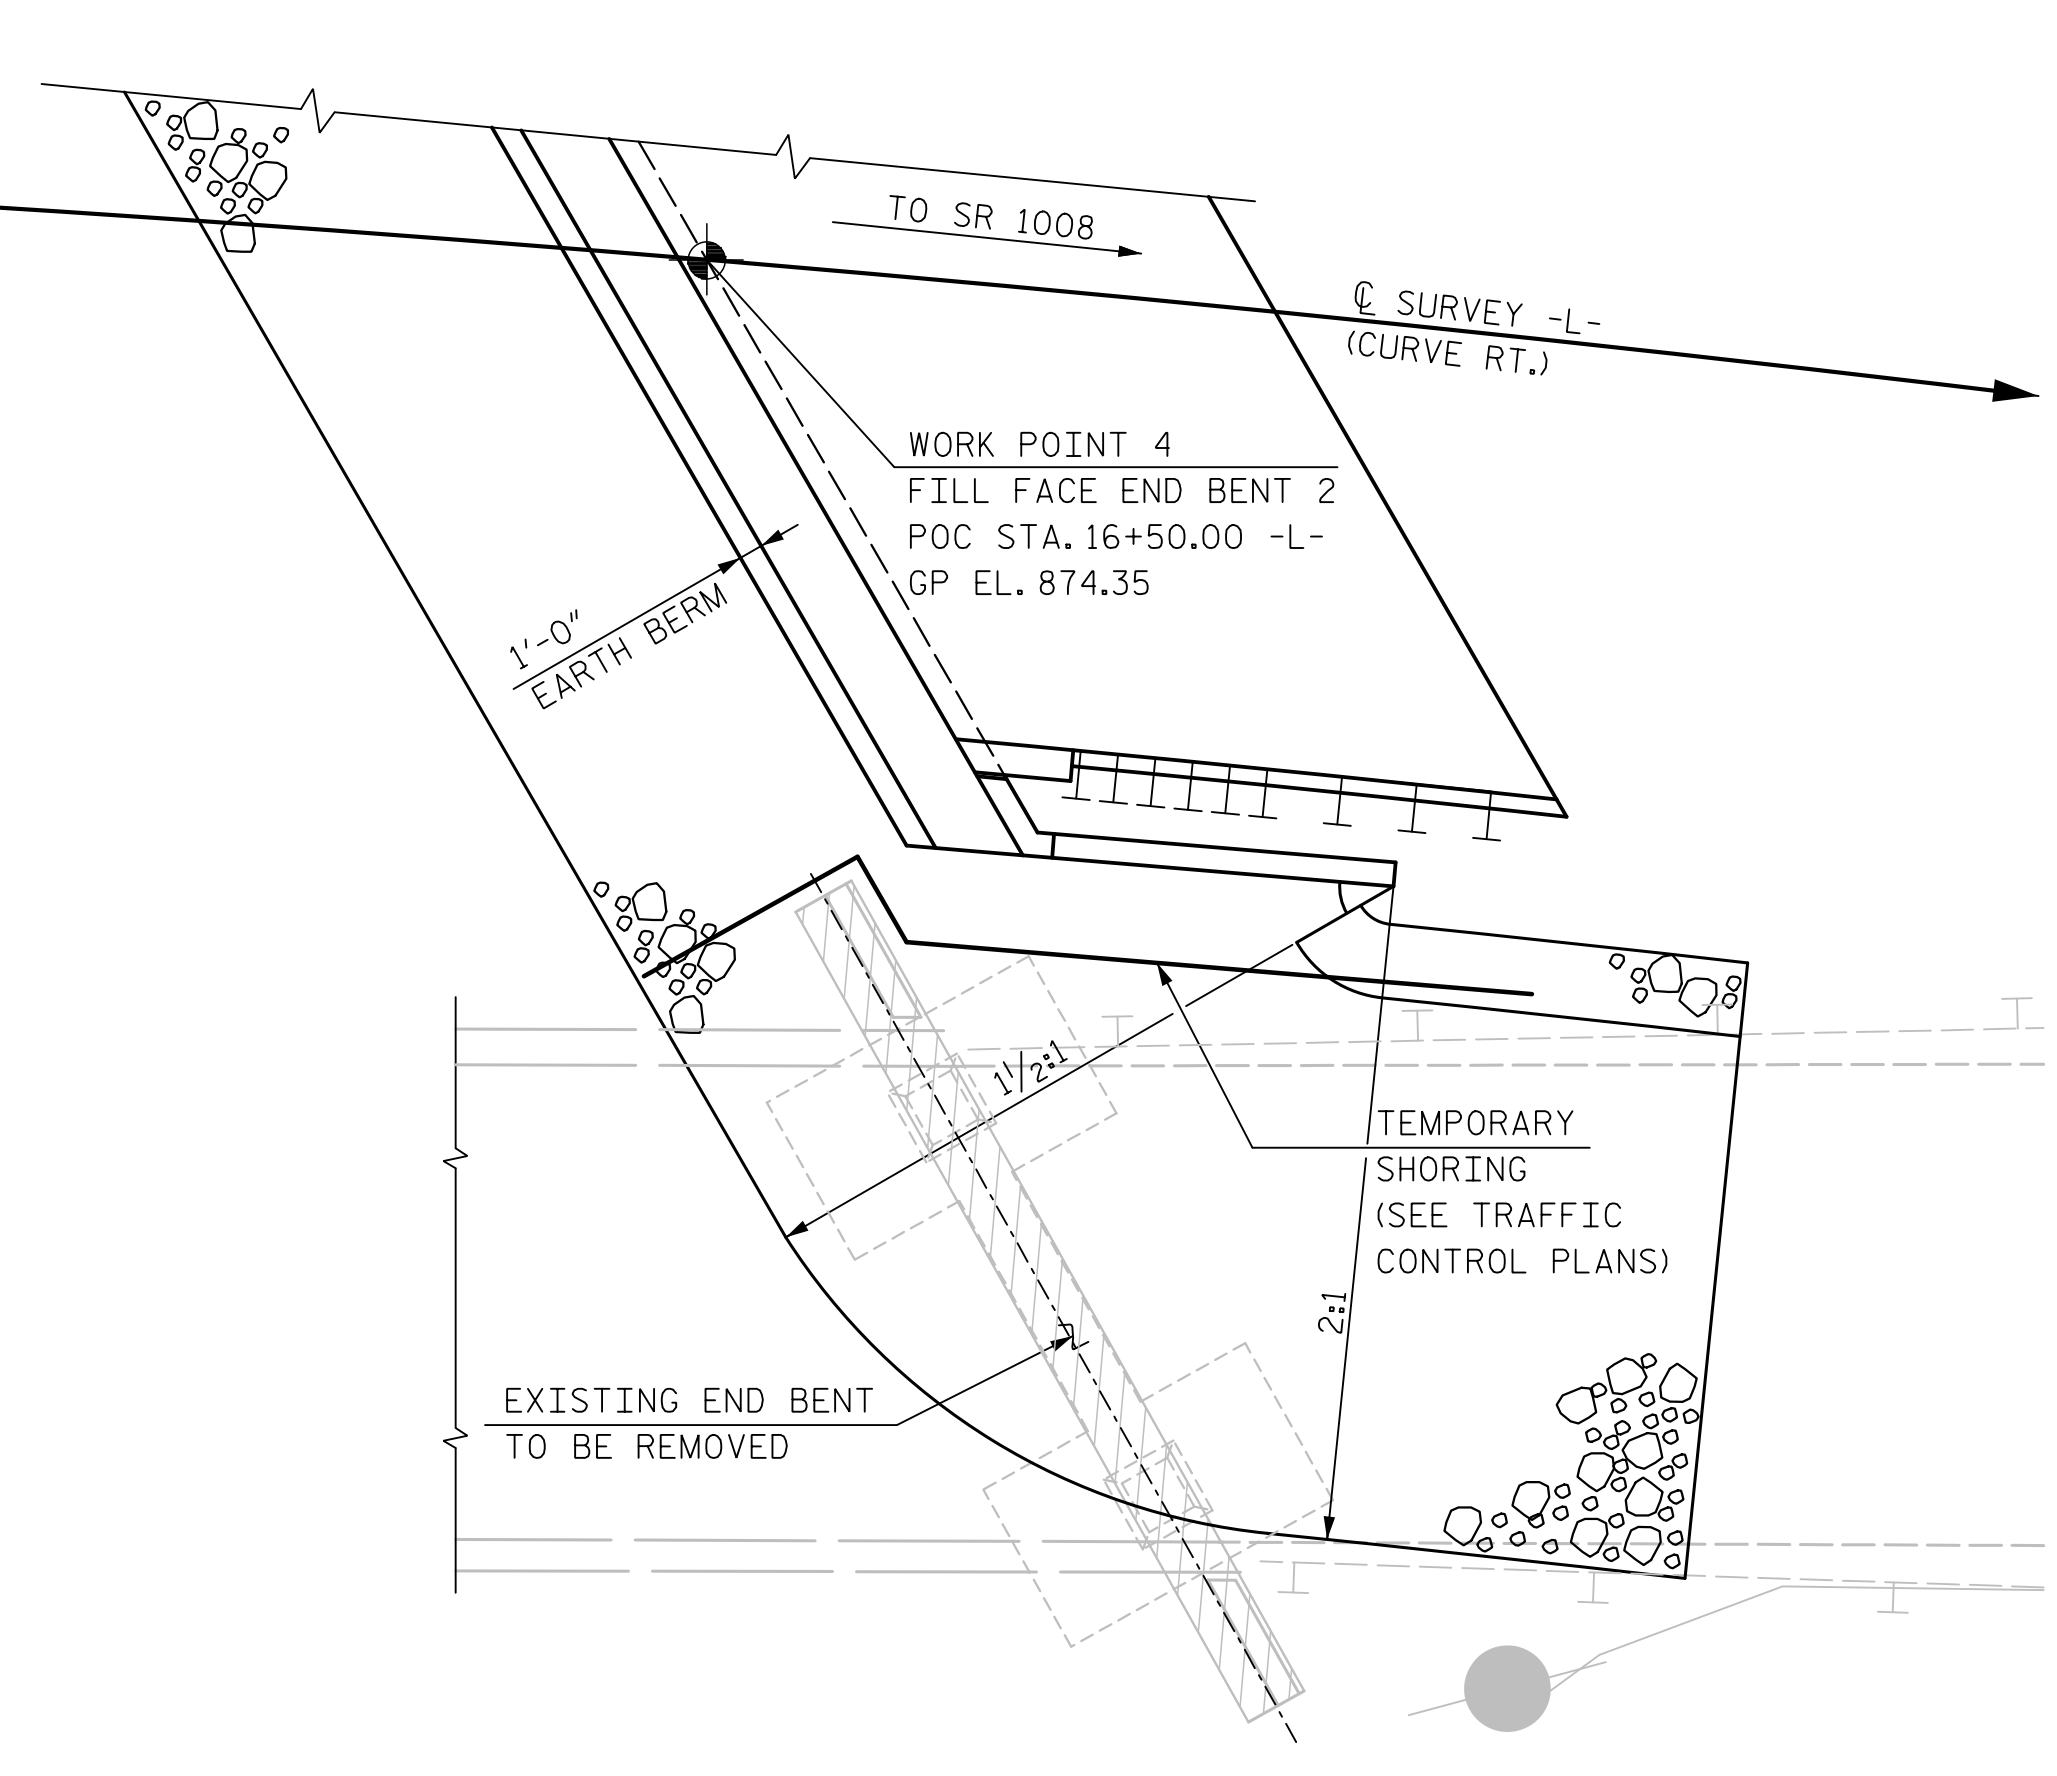 TO SR 1008
℄ SURVEY -L-
(CURVE RT.)
WORK POINT 4
FILL FACE END BENT 2
POC STA. 16+50.00 -L-
GP EL. 874.35
1'-0"
EARTH BERM
1 1/2:1
TEMPORARY
SHORING
(SEE TRAFFIC
CONTROL PLANS)
2:1
EXISTING END BENT
TO BE REMOVED